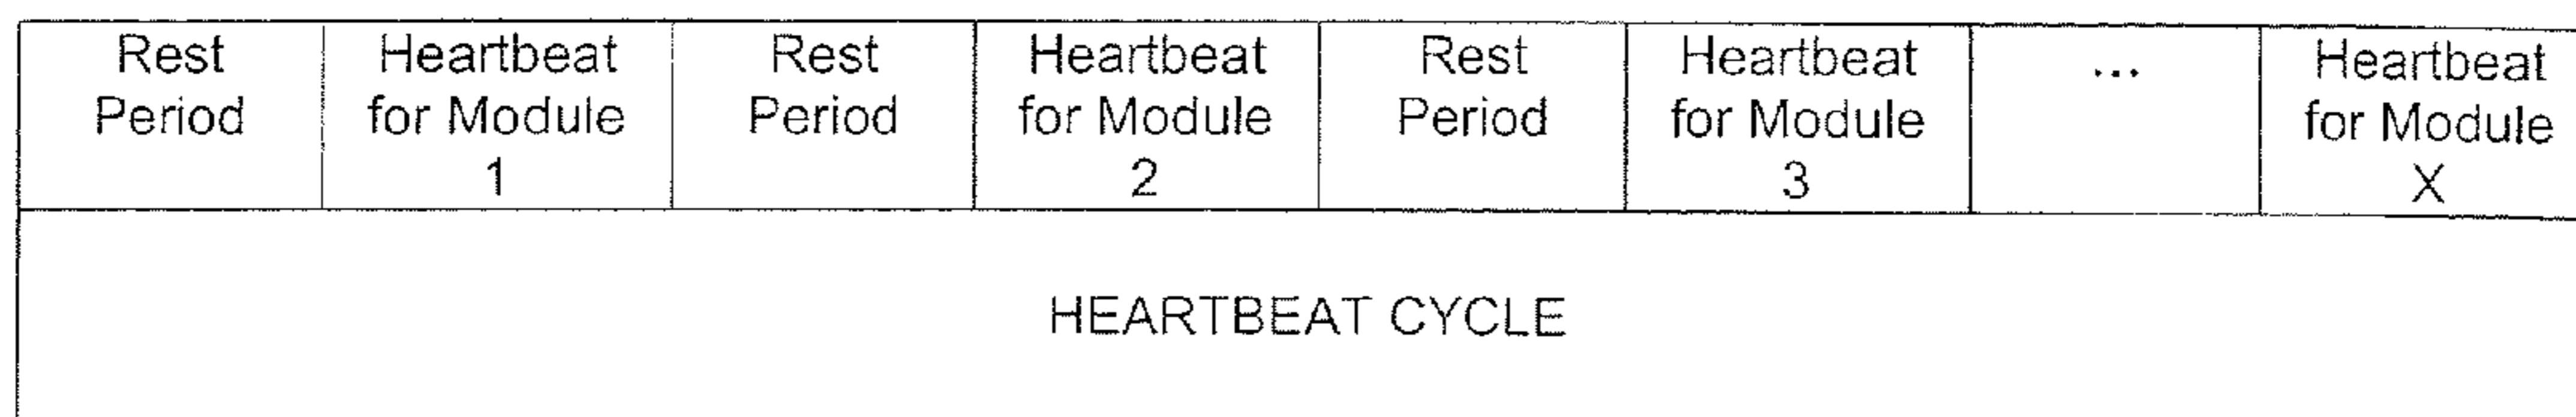 Rest Period
Heartbeat for Module 1
Rest Period
Heartbeat for Module 2
Rest Period
Heartbeat for Module 3
...
Heartbeat for Module X
HEARTBEAT CYCLE